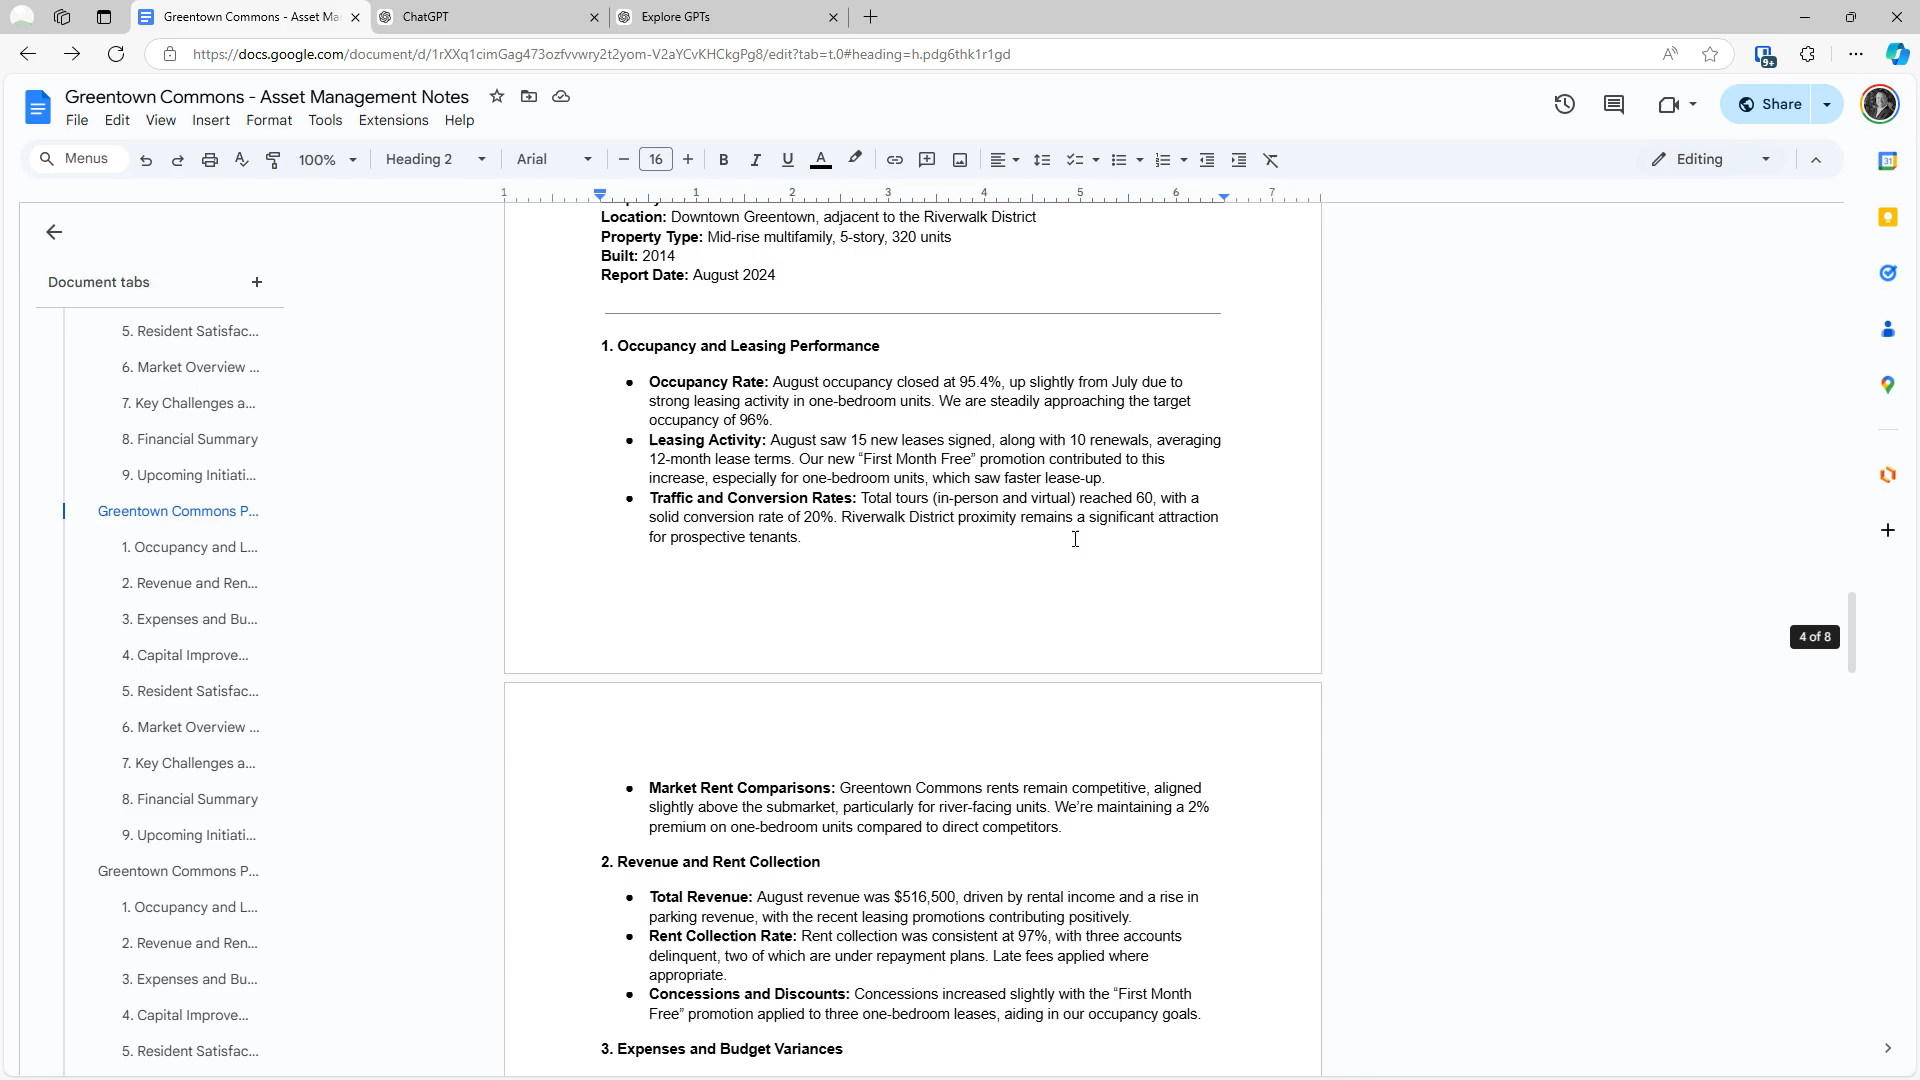 Greentown Commons - Asset Ma
ChatGPT
Explore GPTs
https://docs.google.com/document/d/1rXXq1cimGag473ozfvvwry2t2yom-V2aYCvKHCkgPg8/edit?tab=t.0#heading=h.pdg6thk1r1gd
9+
Greentown Commons - Asset Management Notes
File Edit View Insert Format Tools Extensions Help
Share
Menus
100%
Heading 2
Arial
16
B I U A
Editing
31
1 1 2 3 4 5 6 7
Document tabs
5. Resident Satisfac...
6. Market Overview ...
7. Key Challenges a...
8. Financial Summary
9. Upcoming Initiati...
Greentown Commons P...
1. Occupancy and L...
2. Revenue and Ren...
3. Expenses and Bu...
4. Capital Improve...
5. Resident Satisfac...
6. Market Overview ...
7. Key Challenges a...
8. Financial Summary
9. Upcoming Initiati...
Greentown Commons P...
1. Occupancy and L...
2. Revenue and Ren...
3. Expenses and Bu...
4. Capital Improve...
5. Resident Satisfac...
Location: Downtown Greentown, adjacent to the Riverwalk District
Property Type: Mid-rise multifamily, 5-story, 320 units
Built: 2014
Report Date: August 2024
1. Occupancy and Leasing Performance
● Occupancy Rate: August occupancy closed at 95.4%, up slightly from July due to
strong leasing activity in one-bedroom units. We are steadily approaching the target
occupancy of 96%.
● Leasing Activity: August saw 15 new leases signed, along with 10 renewals, averaging
12-month lease terms. Our new “First Month Free” promotion contributed to this
increase, especially for one-bedroom units, which saw faster lease-up.
● Traffic and Conversion Rates: Total tours (in-person and virtual) reached 60, with a
solid conversion rate of 20%. Riverwalk District proximity remains a significant attraction
for prospective tenants.
4 of 8
● Market Rent Comparisons: Greentown Commons rents remain competitive, aligned
slightly above the submarket, particularly for river-facing units. We’re maintaining a 2%
premium on one-bedroom units compared to direct competitors.
2. Revenue and Rent Collection
● Total Revenue: August revenue was $516,500, driven by rental income and a rise in
parking revenue, with the recent leasing promotions contributing positively.
● Rent Collection Rate: Rent collection was consistent at 97%, with three accounts
delinquent, two of which are under repayment plans. Late fees applied where
appropriate.
● Concessions and Discounts: Concessions increased slightly with the “First Month
Free” promotion applied to three one-bedroom leases, aiding in our occupancy goals.
3. Expenses and Budget Variances